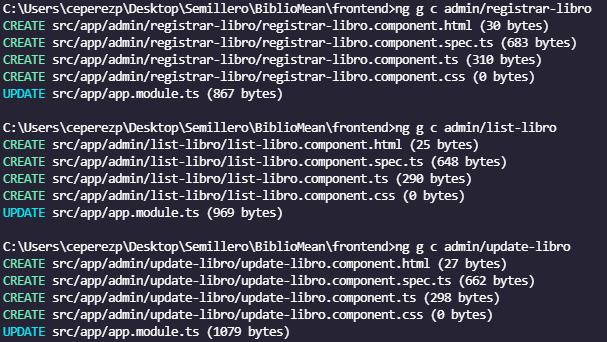 C:\Users\ceperezp\Desktop\Semillero\BiblioMean\frontend>ng g c admin/registrar-libro
CREATE src/app/admin/registrar-libro/registrar-libro.component.html (30 bytes)
CREATE src/app/admin/registrar-libro/registrar-libro.component.spec.ts (683 bytes)
CREATE src/app/admin/registrar-libro/registrar-libro.component.ts (310 bytes)
CREATE src/app/admin/registrar-libro/registrar-libro.component.css (0 bytes)
UPDATE src/app/app.module.ts (867 bytes)
C:\Users\ceperezp\Desktop\Semillero\BiblioMean\frontend>ng g c admin/list-libro
CREATE src/app/admin/list-libro/list-libro.component.html (25 bytes)
CREATE src/app/admin/list-libro/list-libro.component.spec.ts (648 bytes)
CREATE src/app/admin/list-libro/list-libro.component.ts (290 bytes)
CREATE src/app/admin/list-libro/list-libro.component.css (0 bytes)
UPDATE src/app/app.module.ts (969 bytes)
C:\Users\ceperezp\Desktop\Semillero\BiblioMean\frontend>ng g c admin/update-libro
CREATE src/app/admin/update-libro/update-libro.component.html (27 bytes)
CREATE src/app/admin/update-libro/update-libro.component.spec.ts (662 bytes)
CREATE src/app/admin/update-libro/update-libro.component.ts (298 bytes)
CREATE src/app/admin/update-libro/update-libro.component.css (0 bytes)
UPDATE src/app/app.module.ts (1079 bytes)